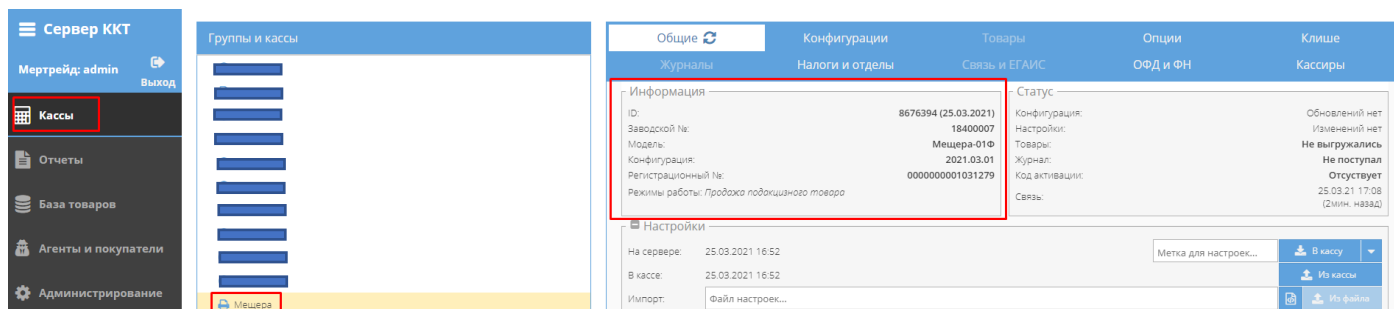 Сервер ККТ
Мертрейд: admin
Выход
Кассы
Отчеты
База товаров
Агенты и покупатели
Администрирование
Группы и кассы
Мещера
Общие Конфигурации Товары Опции Клише
Журналы Налоги и отделы Связь и ЕГАИС ОФД и ФН Кассиры
Информация
ID: 8676394 (25.03.2021)
Заводской №: 18400007
Модель: Мещера-01Ф
Конфигурация: 2021.03.01
Регистрационный №: 0000000001031279
Режимы работы: Продажа подакцизного товара
Статус
Конфигурация: Обновлений нет
Настройки: Изменений нет
Товары: Не выгружались
Журнал: Не поступал
Код активации: Отсуствует
Связь: 25.03.21 17:08
(2мин. назад)
Настройки
На сервере: 25.03.2021 16:52 Метка для настроек... В кассу
В кассе: 25.03.2021 16:52 Из кассы
Импорт: Файл настроек... Из файла